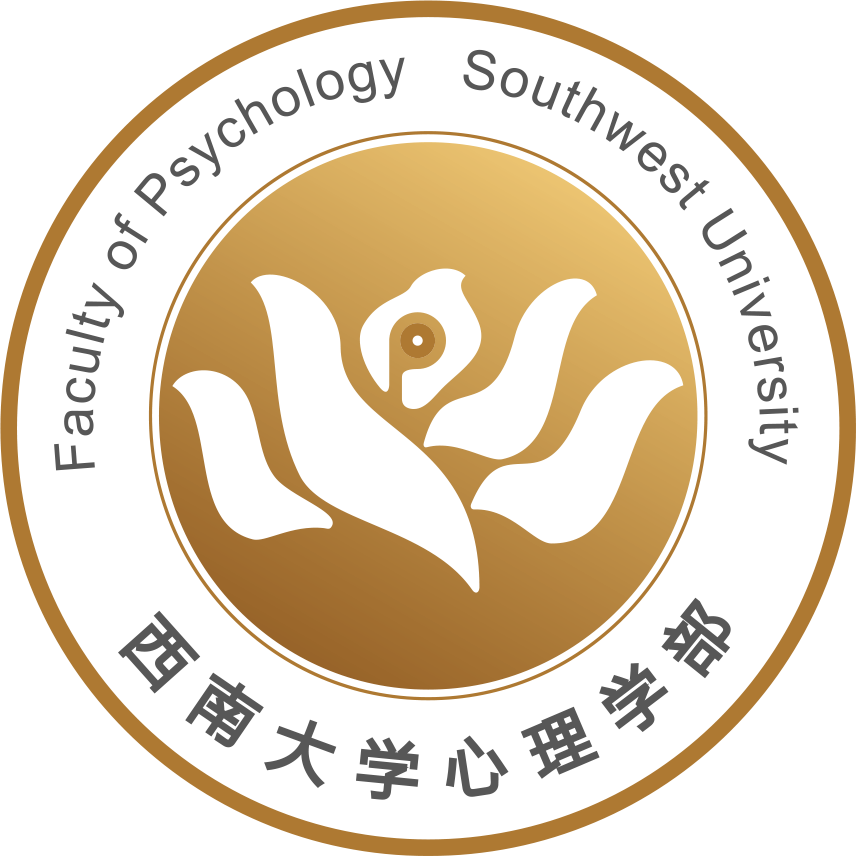 Faculty of Psychology Southwest University
西南大学心理学部